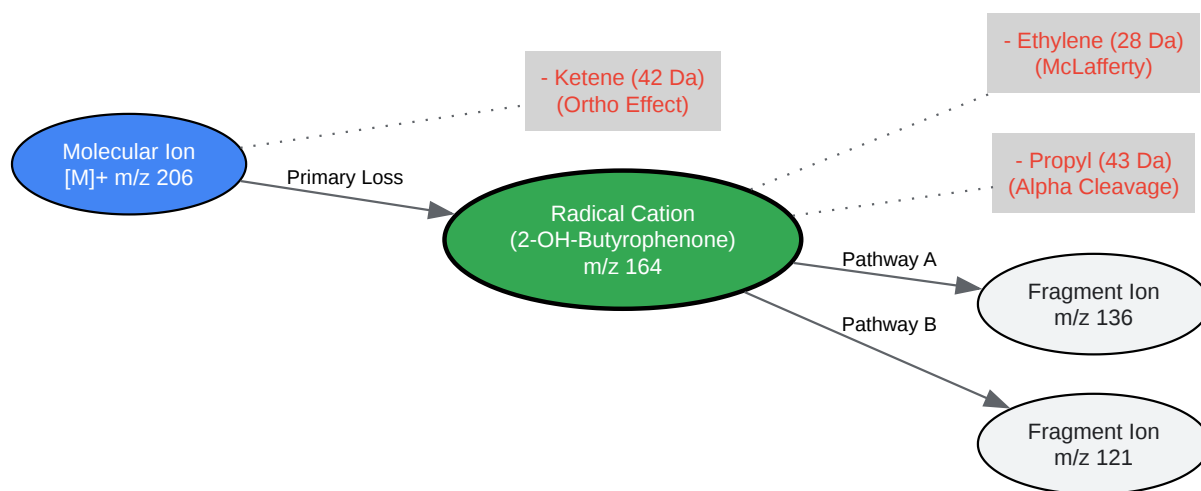 - Ethylene (28 Da)
(McLafferty)
- Ketene (42 Da)
(Ortho Effect)
Molecular Ion
[M]+ m/z 206
Primary Loss
- Propyl (43 Da)
(Alpha Cleavage)
Radical Cation
(2-OH-Butyrophenone)
m/z 164
Pathway A
Fragment Ion
m/z 136
Pathway B
Fragment Ion
m/z 121